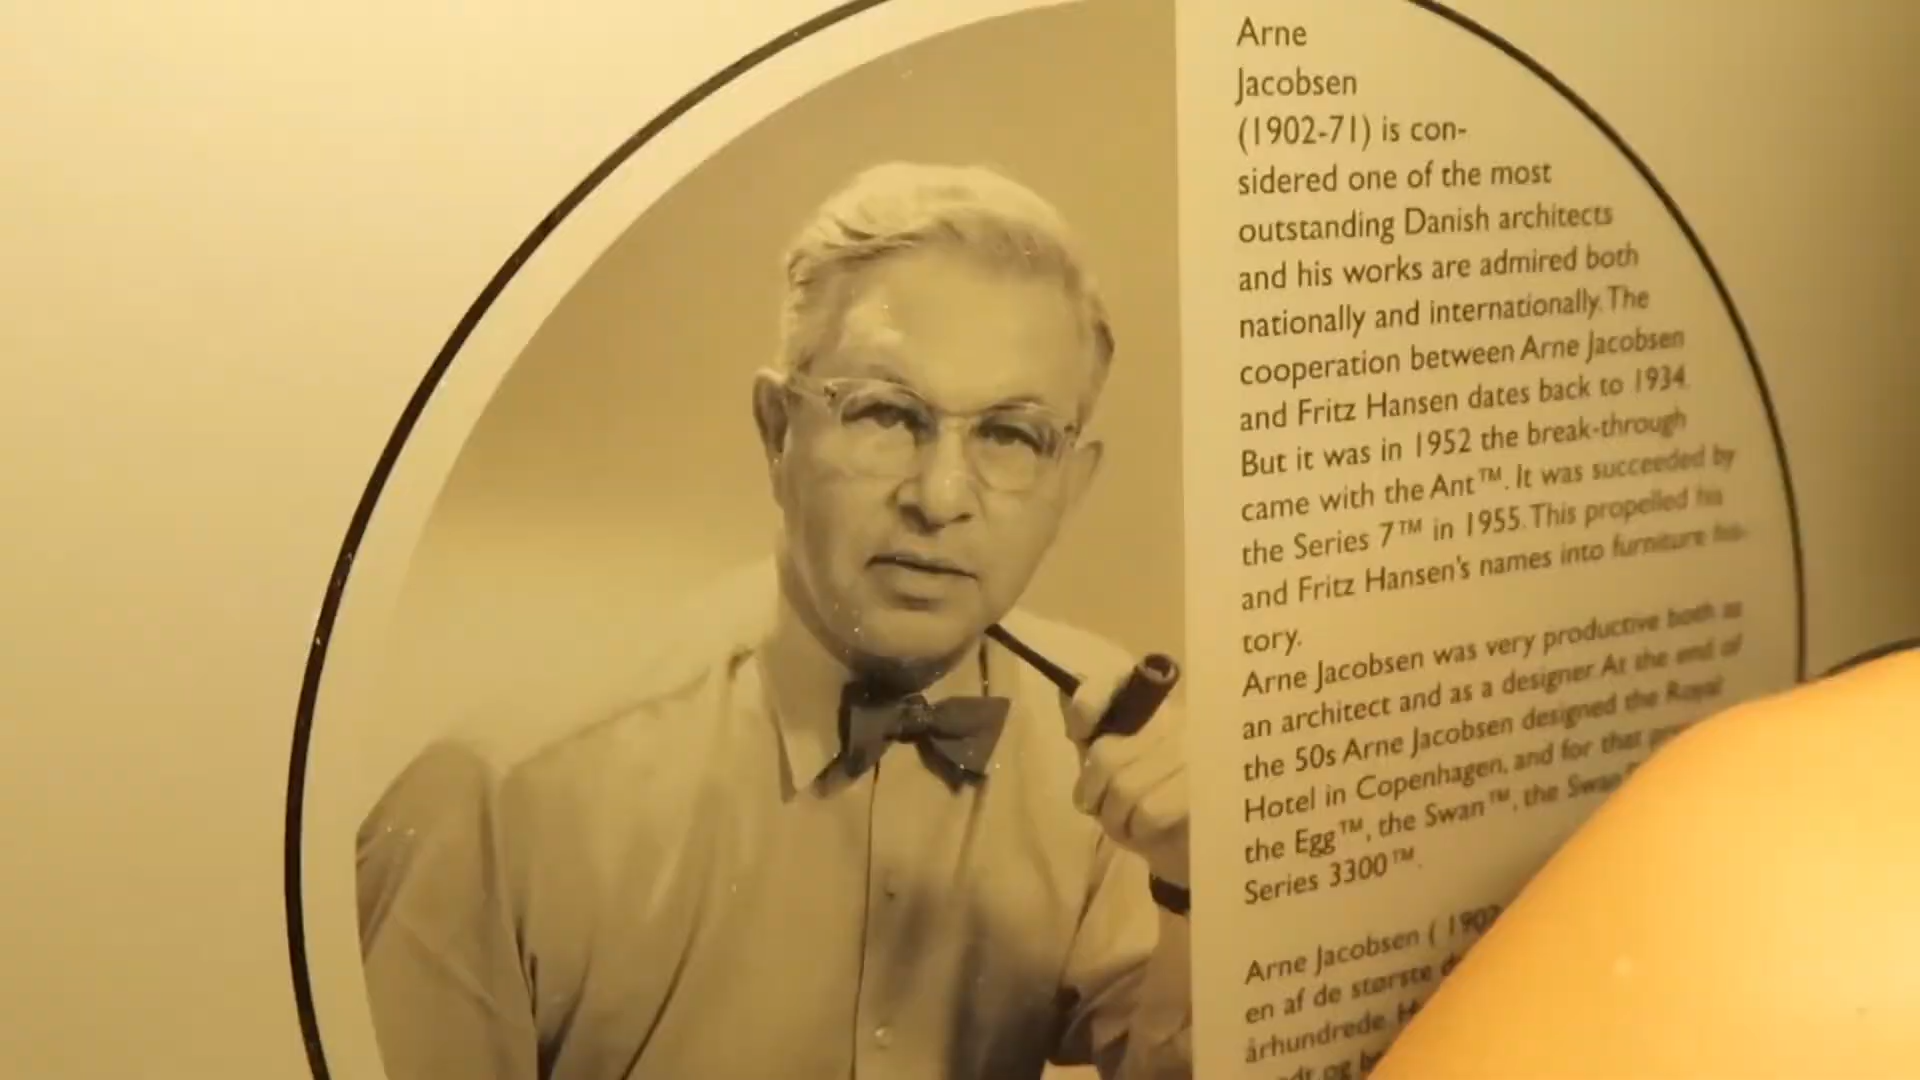 Arne
Jacobsen
(1902-71) is con-
sidered one of the most
outstanding Danish architects
and his works are admired both
nationally and internationally. The
cooperation between Arne Jacobsen
and Fritz Hansen dates back to 1934.
But it was in 1952 the break-through
came with the Ant™. It was succeeded by
the Series 7™ in 1955. This propelled his
and Fritz Hansen's names into furniture his-
tory.
Arne Jacobsen was very productive both as
an architect and as a designer At the end of
the 50s Arne Jacobsen designed the Royal
Hotel in Copenhagen, and for that
the Egg™, the Swan™, the Swan
Series 3300™.
Arne Jacobsen ( 1902
en af de største
århundrede